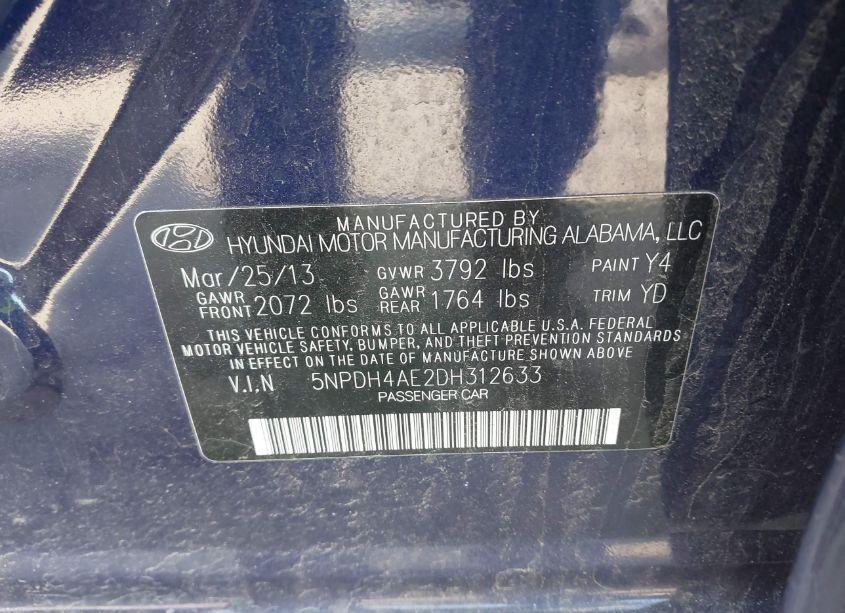 MANUFACTURED BY
HYUNDAI MOTOR MANUFACTURING ALABAMA, LLC
Mar/25/13 GVWR 3792 lbs PAINT Y4
GAWR FRONT 2072 lbs GAWR REAR 1764 lbs TRIM YD
THIS VEHICLE CONFORMS TO ALL APPLICABLE U.S.A. FEDERAL
MOTOR VEHICLE SAFETY, BUMPER, AND THEFT PREVENTION STANDARDS
IN EFFECT ON THE DATE OF MANUFACTURE SHOWN ABOVE
V.I,N 5NPDH4AE2DH312633
PASSENGER CAR